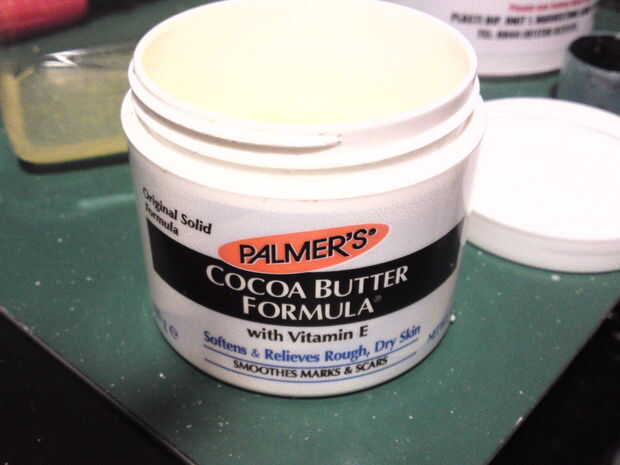 Original Solid
Formula
PALMER'S®
COCOA BUTTER
FORMULA®
with Vitamin E
Softens & Relieves Rough, Dry Skin
SMOOTHES MARKS & SCARS
g ℮